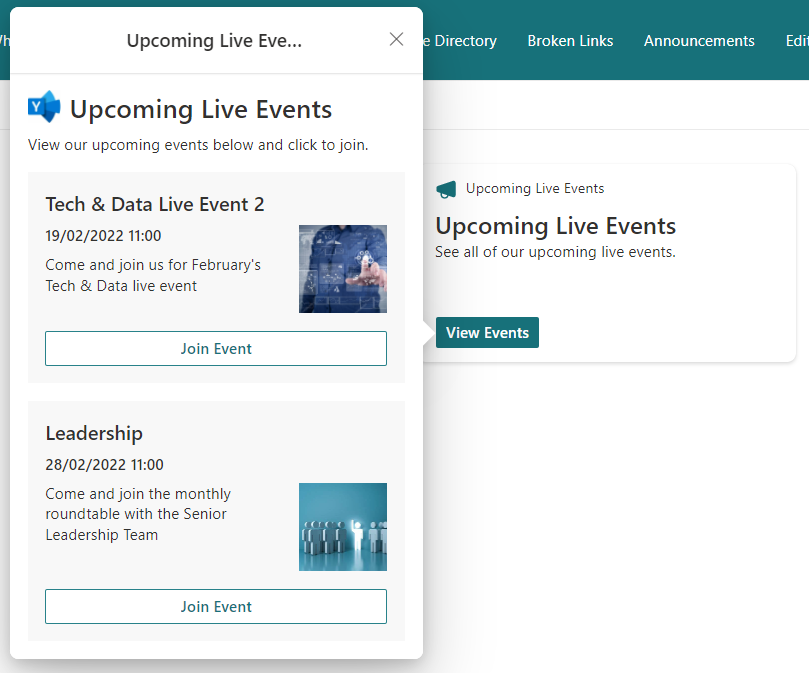 Upcoming Live Eve...
e Directory
Broken Links
Announcements
Edit
Y
Upcoming Live Events
View our upcoming events below and click to join.
Tech & Data Live Event 2
19/02/2022 11:00
Come and join us for February's
Tech & Data live event
Join Event
Leadership
28/02/2022 11:00
Come and join the monthly
roundtable with the Senior
Leadership Team
Join Event
Upcoming Live Events
Upcoming Live Events
See all of our upcoming live events.
View Events